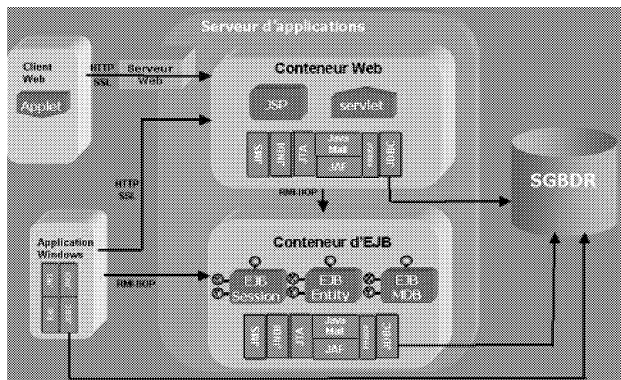 Serveur d'applications
Client
Web
HTTP
SSL
Serveur
Web
Applet
Conteneur Web
JSP
servlet
JMS
JNDI
JTA
Java
Mail
JAF
JDBC
RMI-IIOP
SGBDR
HTTP
SSL
Application
Windows
RMI-IIOP
Conteneur d'EJB
EJB
Session
EJB
Entity
EJB
MDB
JMS
JNDI
JTA
Java
Mail
JAF
JDBC